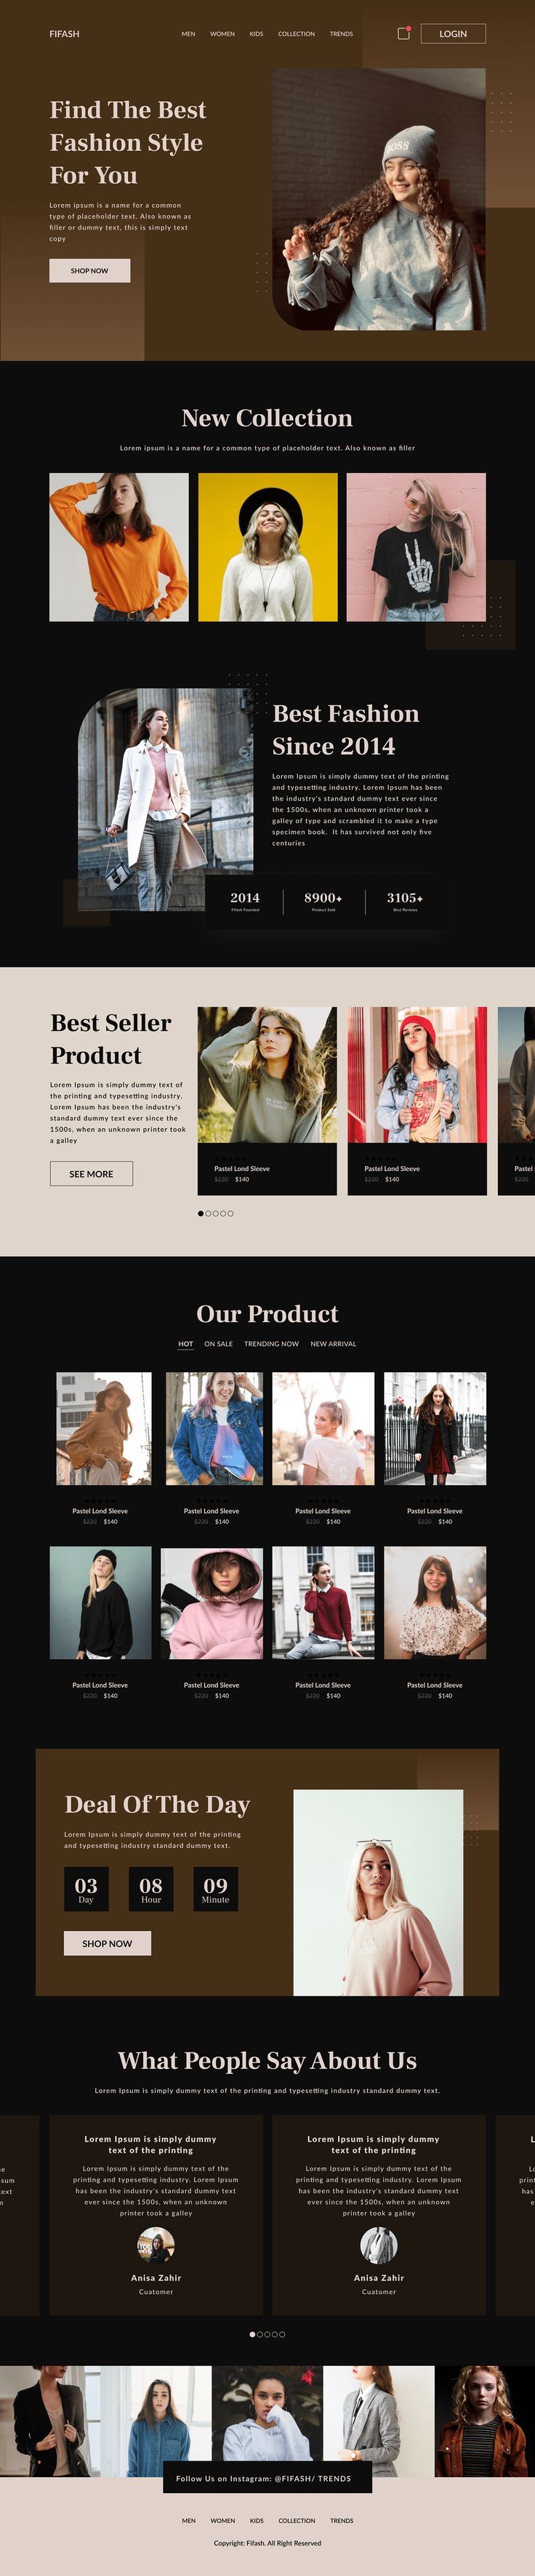 FIFASH
MEN WOMEN KIDS COLLECTION TRENDS
LOGIN
Find The Best
Fashion Style
For You
Lorem ipsum is a name for a common
type of placeholder text. Also known as
filler or dummy text, this is simply text
copy
SHOP NOW
BOSS
New Collection
Lorem ipsum is a name for a common type of placeholder text. Also known as filler
Best Fashion
Since 2014
Lorem Ipsum is simply dummy text of the printing
and typesetting industry. Lorem Ipsum has been
the industry's standard dummy text ever since
the 1500s, when an unknown printer took a
galley of type and scrambled it to make a type
specimen book. It has survived not only five
centuries
2014 8900+ 3105+
Fifash Founded Product Sold Best Reviews
Best Seller
Product
Lorem Ipsum is simply dummy text of
the printing and typesetting industry.
Lorem Ipsum has been the industry's
standard dummy text ever since the
1500s, when an unknown printer took
a galley
SEE MORE
Pastel Lond Sleeve
$220 $140
Pastel Lond Sleeve
$220 $140
Pastel
$220
Our Product
HOT ON SALE TRENDING NOW NEW ARRIVAL
Pastel Lond Sleeve Pastel Lond Sleeve Pastel Lond Sleeve Pastel Lond Sleeve
$220 $140 $220 $140 $220 $140 $220 $140
Pastel Lond Sleeve Pastel Lond Sleeve Pastel Lond Sleeve Pastel Lond Sleeve
$220 $140 $220 $140 $220 $140 $220 $140
Deal Of The Day
Lorem Ipsum is simply dummy text of the printing
and typesetting industry standard dummy text.
03 08 09
Day Hour Minute
SHOP NOW
What People Say About Us
Lorem Ipsum is simply dummy text of the printing and typesetting industry standard dummy text.
Lorem Ipsum is simply dummy
text of the printing
Lorem Ipsum is simply dummy text of the
printing and typesetting industry. Lorem Ipsum
has been the industry's standard dummy text
ever since the 1500s, when an unknown
printer took a galley
Anisa Zahir
Cuatomer
Lorem Ipsum is simply dummy
text of the printing
Lorem Ipsum is simply dummy text of the
printing and typesetting industry. Lorem Ipsum
has been the industry's standard dummy text
ever since the 1500s, when an unknown
printer took a galley
Anisa Zahir
Cuatomer
Follow Us on Instagram: @FIFASH/ TRENDS
MEN WOMEN KIDS COLLECTION TRENDS
Copyright: Fifash. All Right Reserved